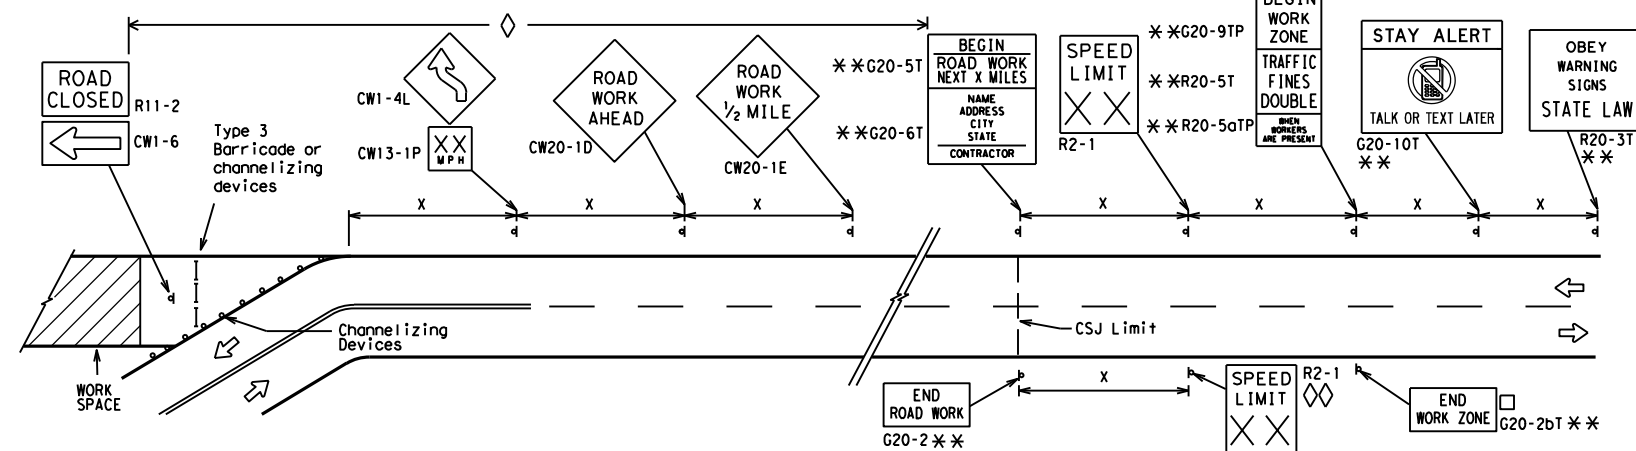 ROAD
CLOSED
R11-2
CW1-6
Type 3
Barricade or
channelizing
devices
CW1-4L
XX
MPH
CW13-1P
ROAD
WORK
AHEAD
CW20-1D
ROAD
WORK
1/2 MILE
CW20-1E
**G20-5T
**G20-6T
BEGIN
ROAD WORK
NEXT X MILES
NAME
ADDRESS
CITY
STATE
CONTRACTOR
SPEED
LIMIT
XX
R2-1
**G20-9TP
**R20-5T
**R20-5aTP
BEGIN
WORK
ZONE
TRAFFIC
FINES
DOUBLE
WHEN
WORKERS
ARE PRESENT
STAY ALERT
TALK OR TEXT LATER
G20-10T
**
OBEY
WARNING
SIGNS
STATE LAW
R20-3T
**
X
X
X
X
X
X
X
Channelizing
Devices
CSJ Limit
WORK
SPACE
END
ROAD WORK
G20-2 **
X
SPEED
LIMIT
XX
R2-1
END
WORK ZONE
G20-2bT **